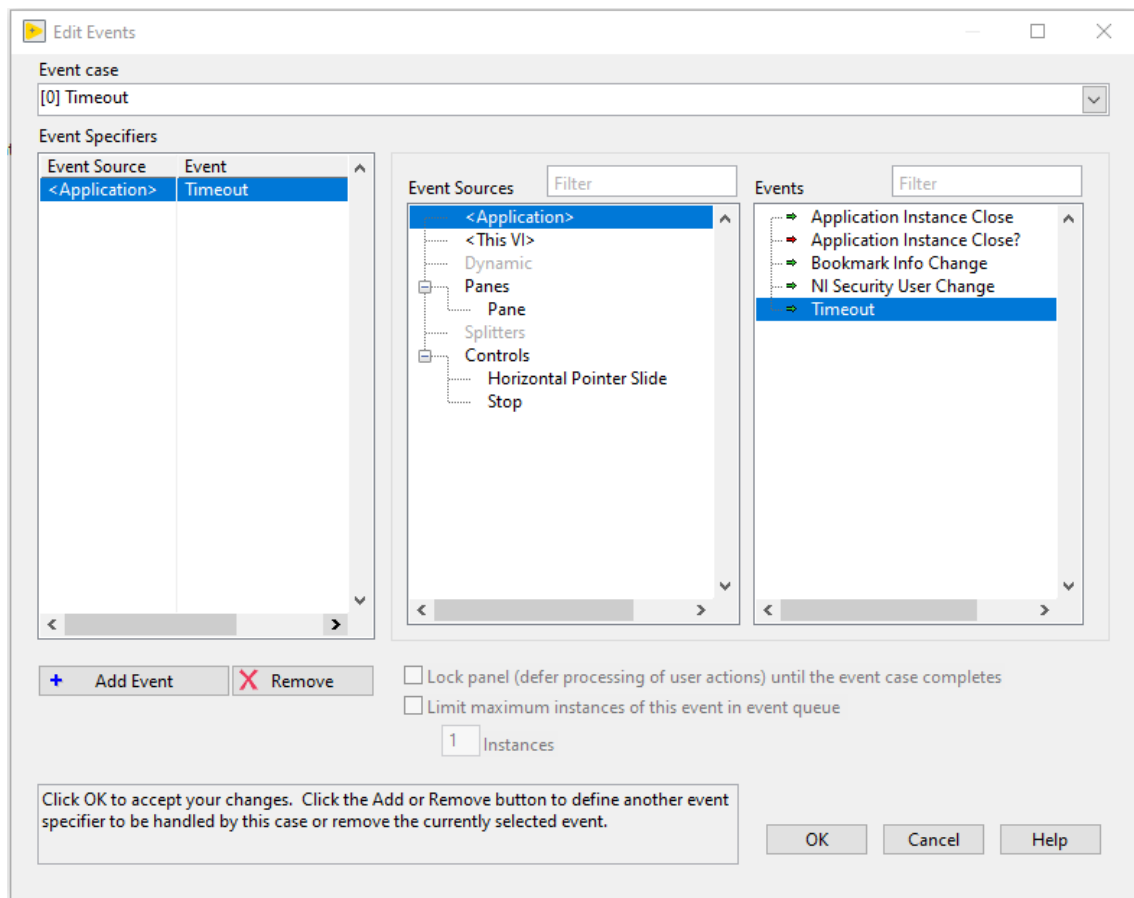 Edit Events
Event case
[0] Timeout
Event Specifiers
Event Source Event
<Application> Timeout
Event Sources Filter
<Application>
<This VI>
Dynamic
Panes
Pane
Splitters
Controls
Horizontal Pointer Slide
Stop
Events Filter
Application Instance Close
Application Instance Close?
Bookmark Info Change
NI Security User Change
Timeout
Add Event Remove
Lock panel (defer processing of user actions) until the event case completes
Limit maximum instances of this event in event queue
1 Instances
Click OK to accept your changes. Click the Add or Remove button to define another event
specifier to be handled by this case or remove the currently selected event.
OK Cancel Help